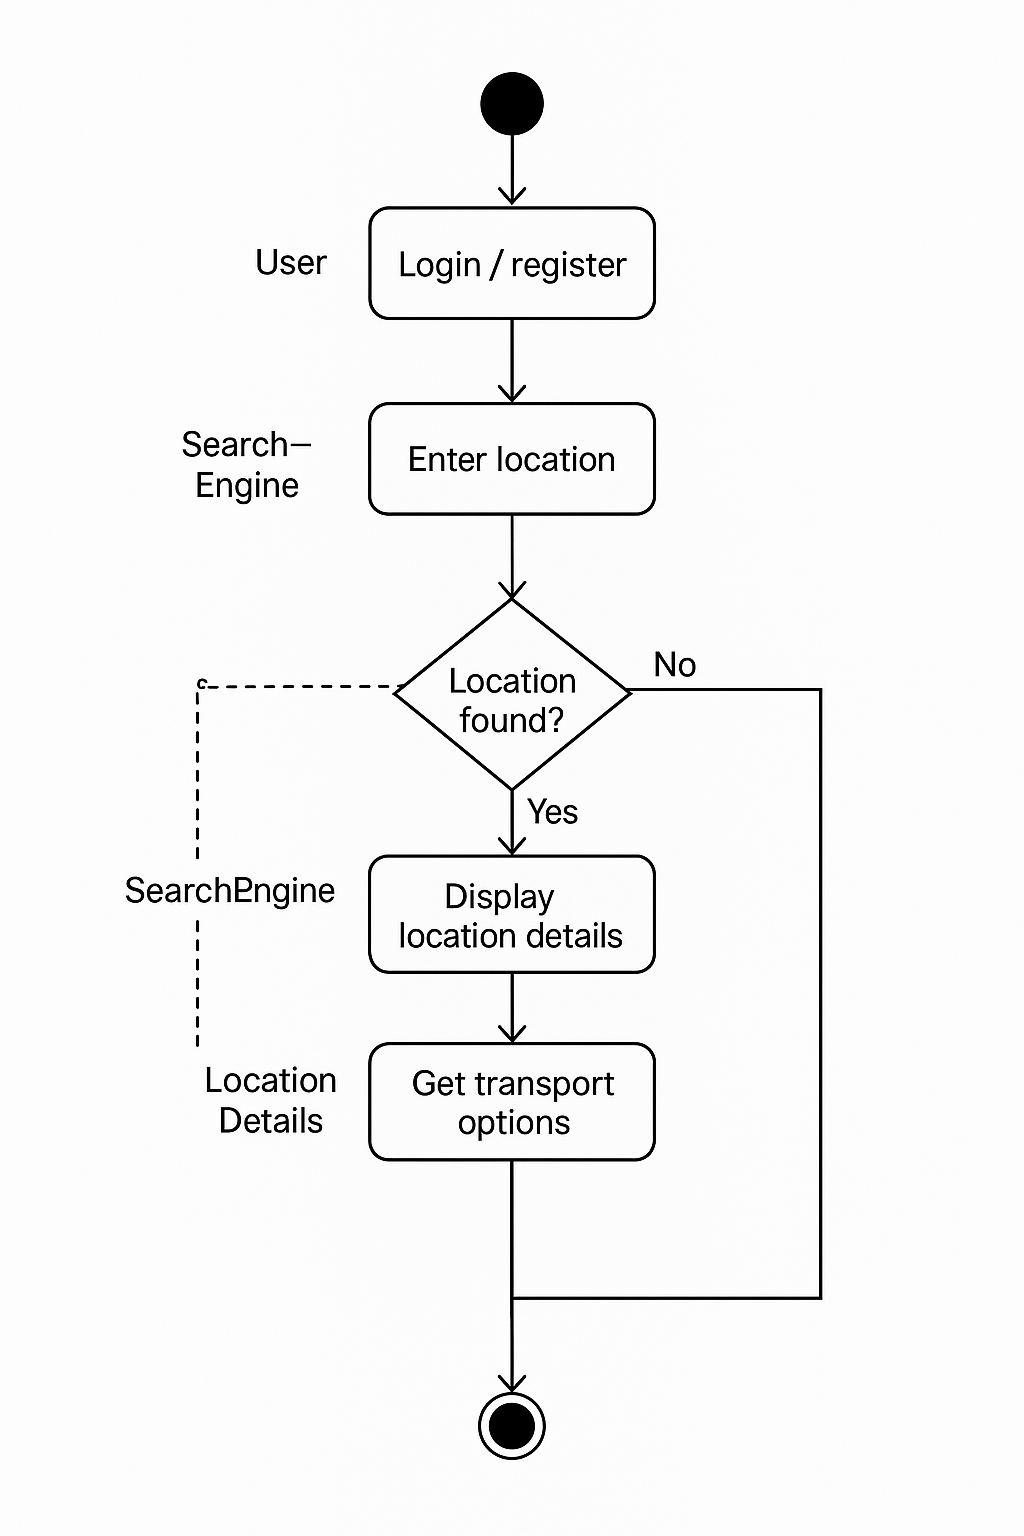 User
Login / register
Search–
Engine
Enter location
Location
found?
No
Yes
SearchEngine
Display
location details
Location
Details
Get transport
options